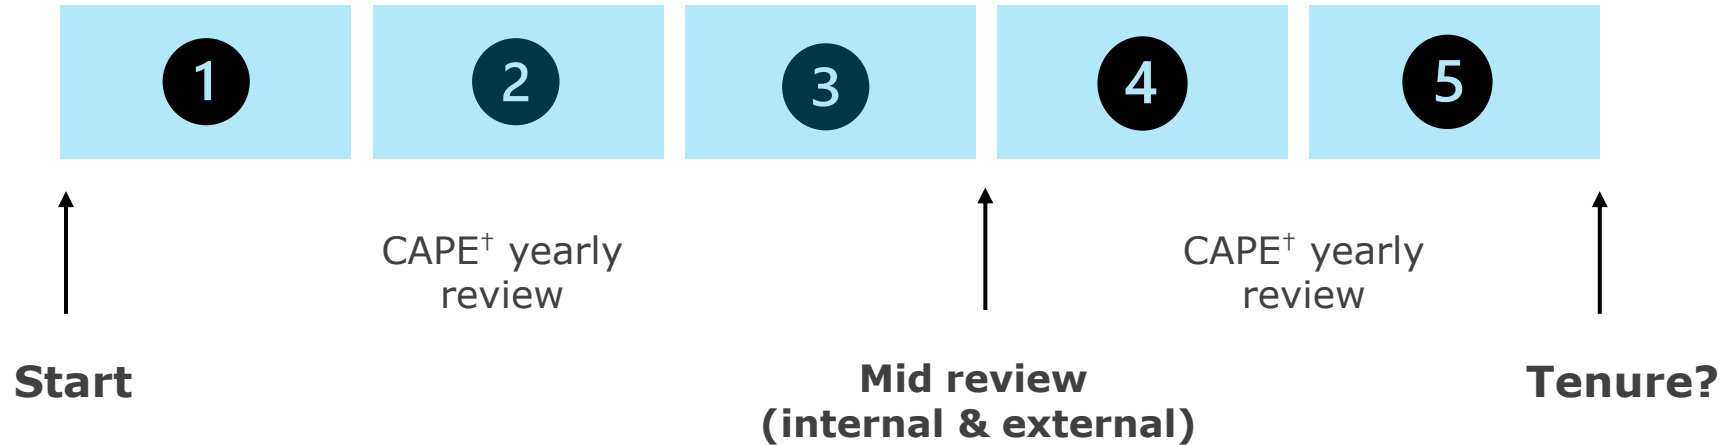 1
2
3
4
5
CAPE† yearly
review
CAPE† yearly
review
Start
Mid review
(internal & external)
Tenure?